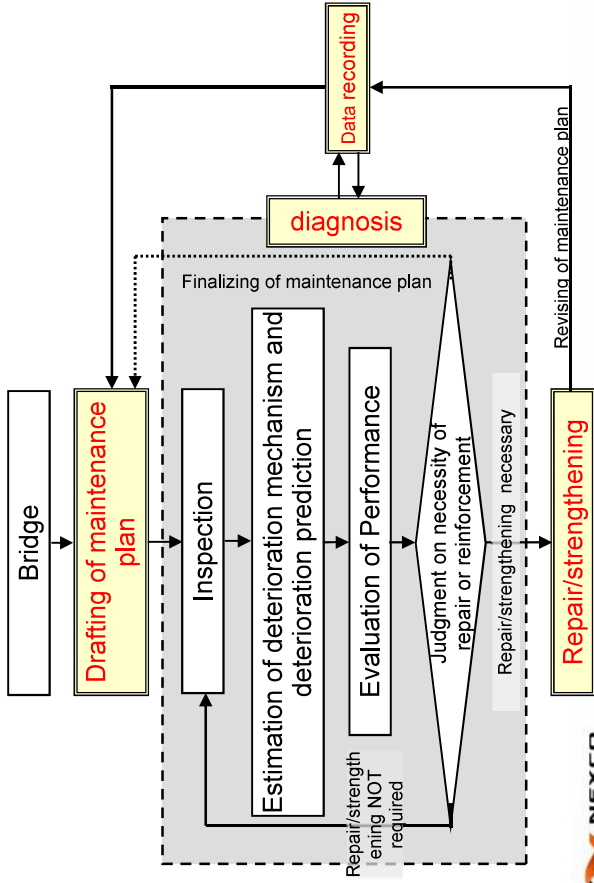 Bridge
Drafting of maintenance
plan
Inspection
Estimation of deterioration mechanism and
deterioration prediction
Evaluation of Performance
Judgment on necessity of
repair or reinforcement
Repair/strength
ening NOT
required
Repair/strengthening necessary
Repair/strengthening
Finalizing of maintenance plan
diagnosis
Data recording
Revising of maintenance plan